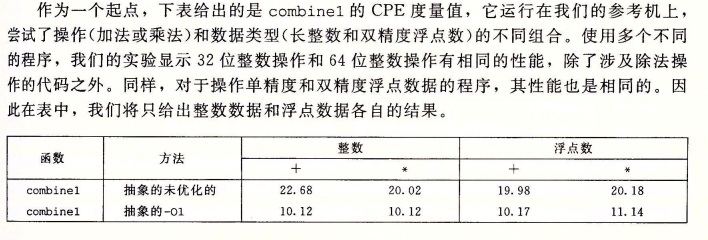 作为一个起点，下表给出的是 combine1 的 CPE 度量值，它运行在我们的参考机上，
尝试了操作(加法或乘法)和数据类型(长整数和双精度浮点数)的不同组合。使用多个不同
的程序，我们的实验显示 32 位整数操作和 64 位整数操作有相同的性能，除了涉及除法操
作的代码之外。同样，对于操作单精度和双精度浮点数据的程序，其性能也是相同的。因
此在表中，我们将只给出整数数据和浮点数据各自的结果。
函数 方法 整数 浮点数
+ * + *
combine1 抽象的未优化的 22.68 20.02 19.98 20.18
combine1 抽象的-O1 10.12 10.12 10.17 11.14